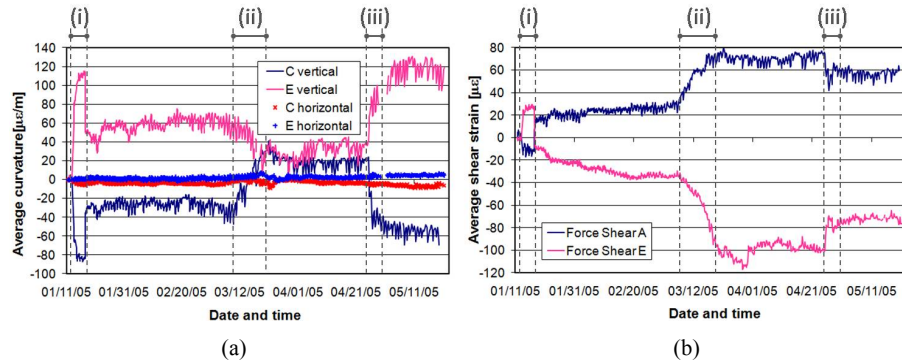 (i) (ii) (iii)
140
120
100
80
60
40
20
0
-20
-40
-60
-80
-100
Average curvature[με/m]
C vertical
E vertical
C horizontal
E horizontal
01/11/05 01/31/05 02/20/05 03/12/05 04/01/05 04/21/05 05/11/05
Date and time
(a)
(i) (ii) (iii)
80
60
40
20
0
-20
-40
-60
-80
-100
-120
Average shear strain [με]
Force Shear A
Force Shear E
01/11/05 01/31/05 02/20/05 03/12/05 04/01/05 04/21/05 05/11/05
Date and time
(b)